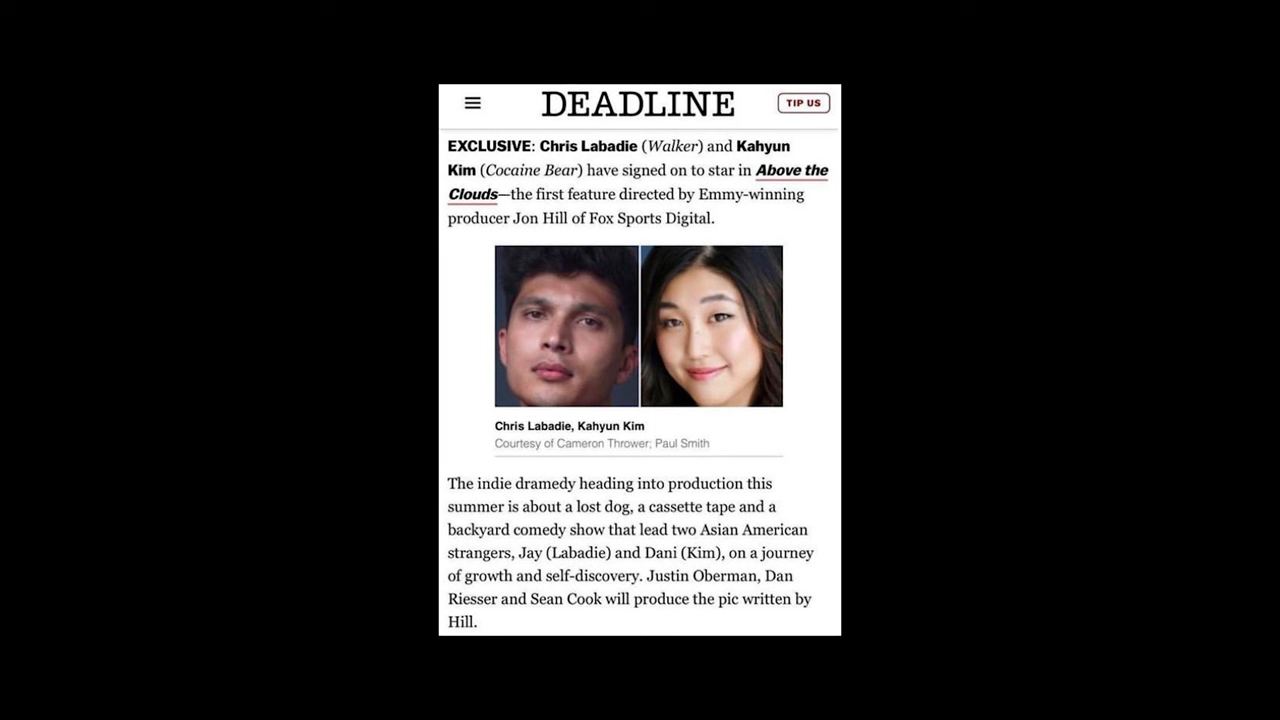 DEADLINE
TIP US
EXCLUSIVE: Chris Labadie (Walker) and Kahyun
Kim (Cocaine Bear) have signed on to star in Above the
Clouds—the first feature directed by Emmy-winning
producer Jon Hill of Fox Sports Digital.
Chris Labadie, Kahyun Kim
Courtesy of Cameron Thrower; Paul Smith
The indie dramedy heading into production this
summer is about a lost dog, a cassette tape and a
backyard comedy show that lead two Asian American
strangers, Jay (Labadie) and Dani (Kim), on a journey
of growth and self-discovery. Justin Oberman, Dan
Riesser and Sean Cook will produce the pic written by
Hill.